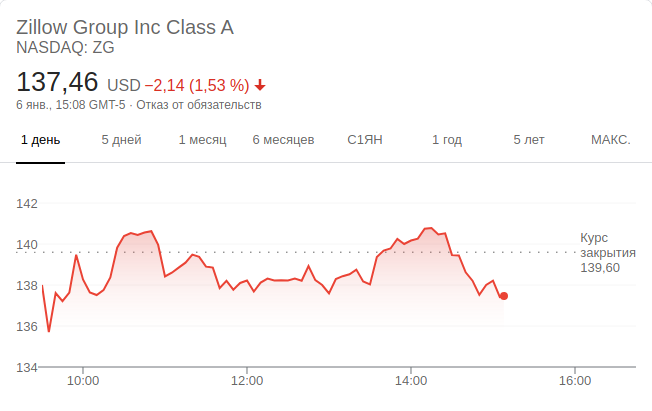 Zillow Group Inc Class A
NASDAQ: ZG
137,46 USD −2,14 (1,53 %)
6 янв., 15:08 GMT-5 · Отказ от обязательств
1 день 5 дней 1 месяц 6 месяцев С1ЯН 1 год 5 лет МАКС.
142
140
Курс
закрытия
139,60
138
136
134
10:00 12:00 14:00 16:00